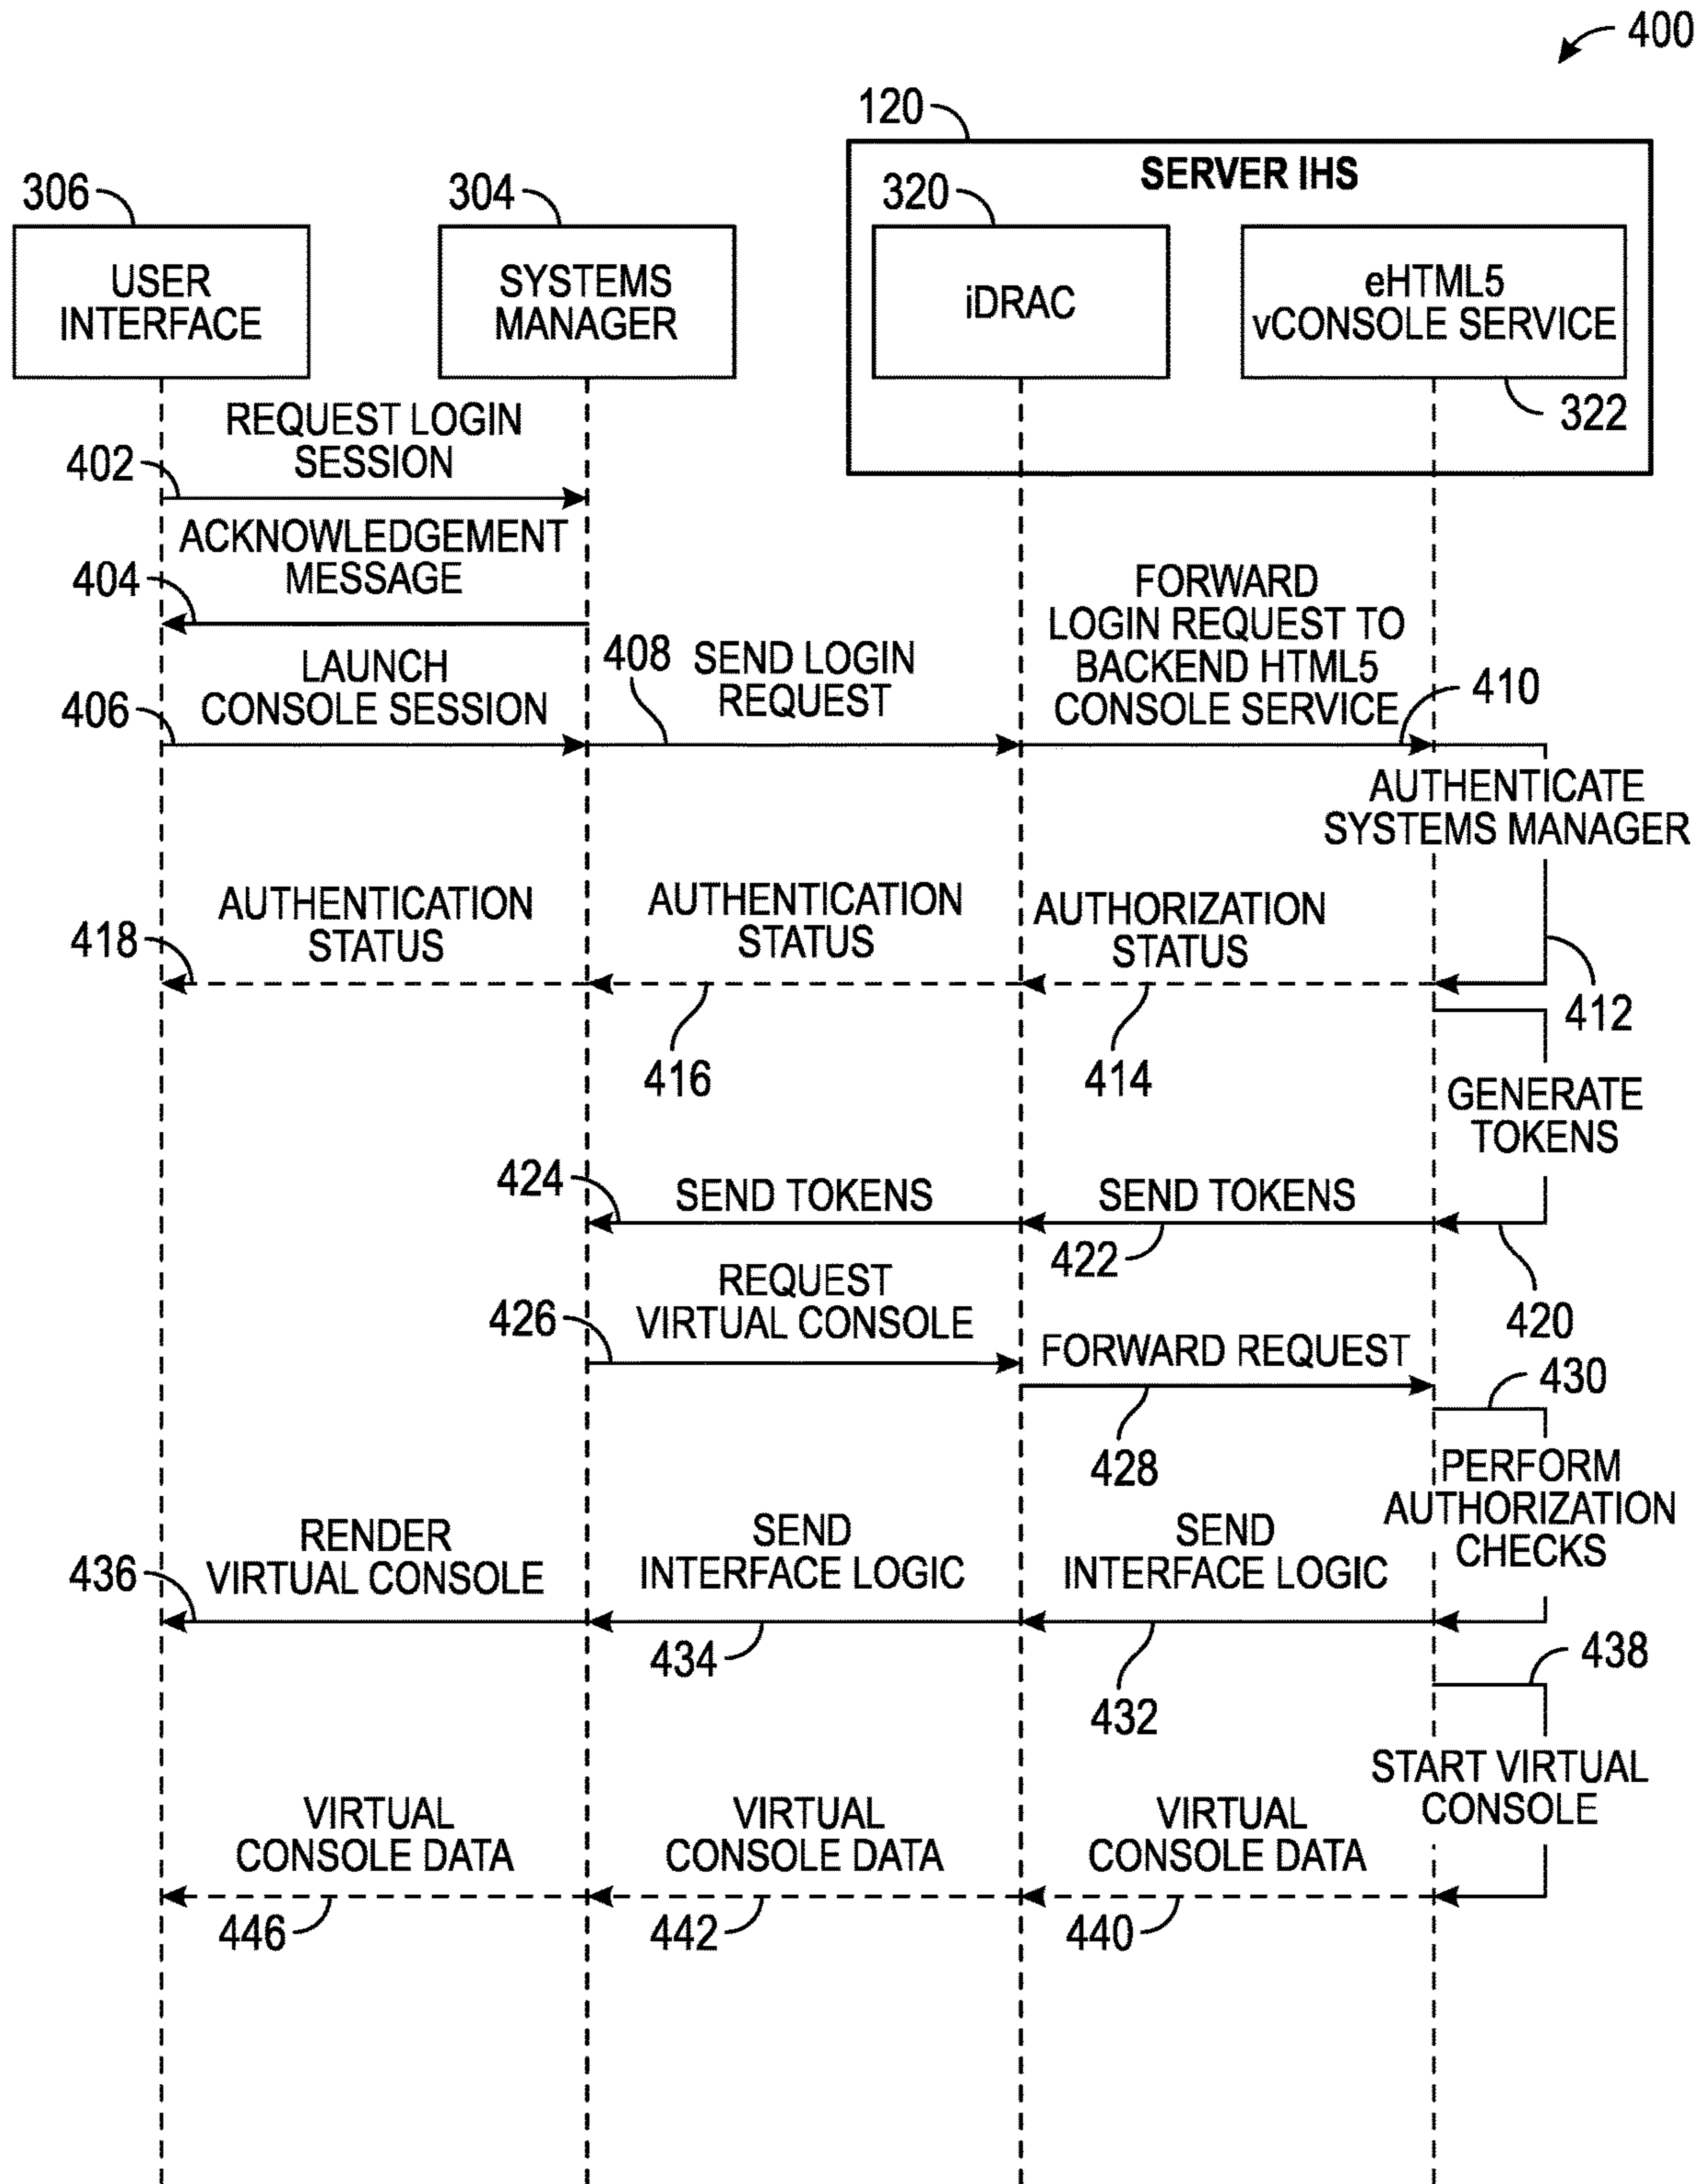 400
120
SERVER IHS
306
304
320
USER
INTERFACE
SYSTEMS
MANAGER
iDRAC
eHTML5
vCONSOLE SERVICE
322
REQUEST LOGIN
SESSION
402
ACKNOWLEDGEMENT
MESSAGE
404
LAUNCH
CONSOLE SESSION
406
408
SEND LOGIN
REQUEST
FORWARD
LOGIN REQUEST TO
BACKEND HTML5
CONSOLE SERVICE
410
AUTHENTICATE
SYSTEMS MANAGER
412
AUTHENTICATION
STATUS
418
AUTHENTICATION
STATUS
416
AUTHORIZATION
STATUS
414
GENERATE
TOKENS
420
424
SEND TOKENS
SEND TOKENS
422
REQUEST
VIRTUAL CONSOLE
426
FORWARD REQUEST
428
430
PERFORM
AUTHORIZATION
CHECKS
RENDER
VIRTUAL CONSOLE
436
SEND
INTERFACE LOGIC
434
SEND
INTERFACE LOGIC
432
438
START VIRTUAL
CONSOLE
VIRTUAL
CONSOLE DATA
446
VIRTUAL
CONSOLE DATA
442
VIRTUAL
CONSOLE DATA
440